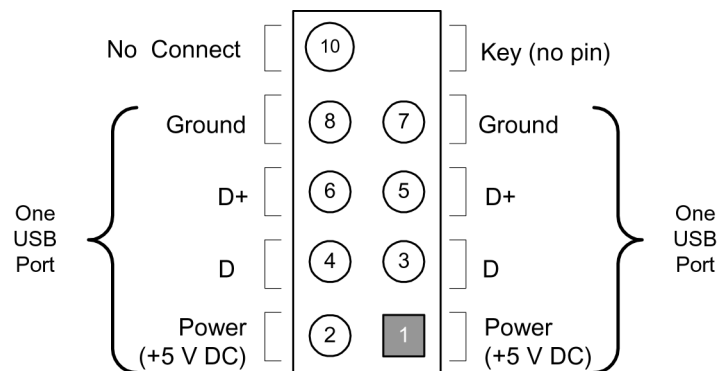 No Connect
10
Key (no pin)
Ground
8
7
Ground
D+
6
5
D+
One
USB
Port
One
USB
Port
D
4
3
D
Power
(+5 V DC)
2
1
Power
(+5 V DC)